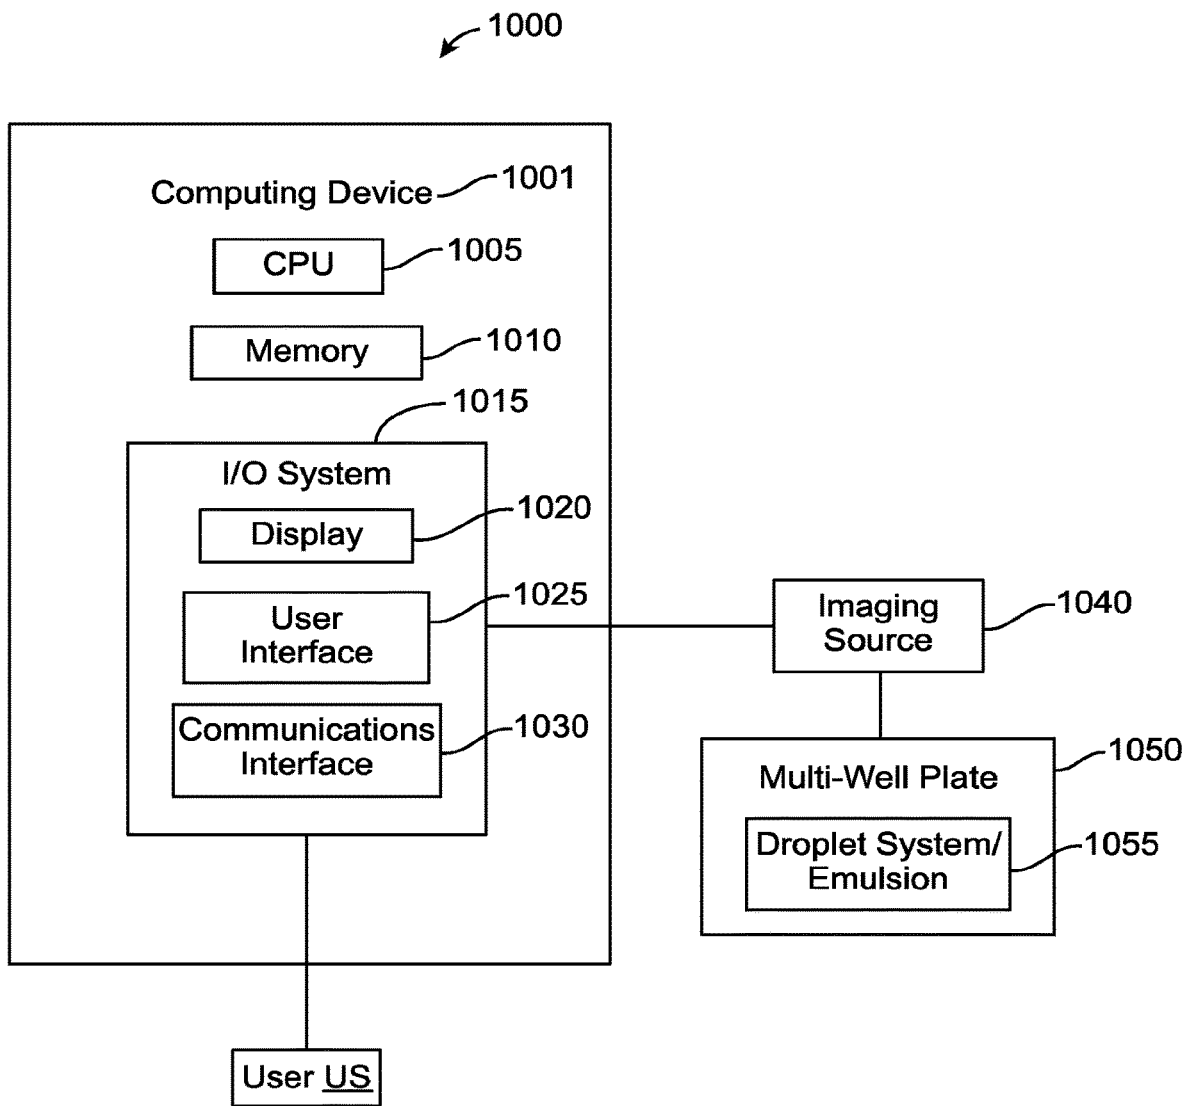 1000
Computing Device 1001
CPU 1005
Memory 1010
1015
I/O System
Display 1020
User
Interface
1025
Communications
Interface
1030
Imaging
Source
1040
Multi-Well Plate
1050
Droplet System/
Emulsion
1055
User US